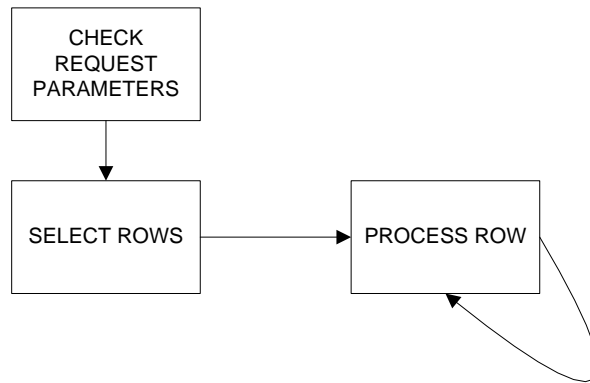 CHECK
REQUEST
PARAMETERS
SELECT ROWS
PROCESS ROW